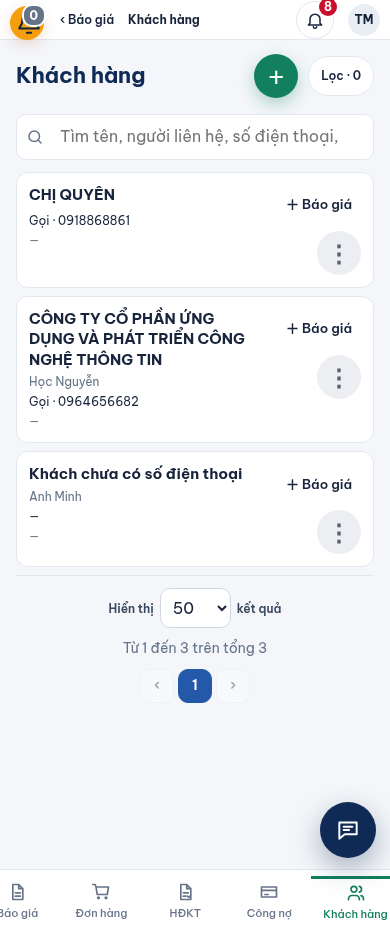 0
‹ Báo giá
Khách hàng
8
TM
Khách hàng
+
Lọc · 0
Tìm tên, người liên hệ, số điện thoại,
CHỊ QUYÊN
+ Báo giá
Gọi · 0918868861
—
CÔNG TY CỔ PHẦN ỨNG
DỤNG VÀ PHÁT TRIỂN CÔNG
NGHỆ THÔNG TIN
+ Báo giá
Học Nguyễn
Gọi · 0964656682
—
Khách chưa có số điện thoại
+ Báo giá
Anh Minh
—
—
Hiển thị 50 kết quả
Từ 1 đến 3 trên tổng 3
‹ 1 ›
Báo giá
Đơn hàng
HĐKT
Công nợ
Khách hàng